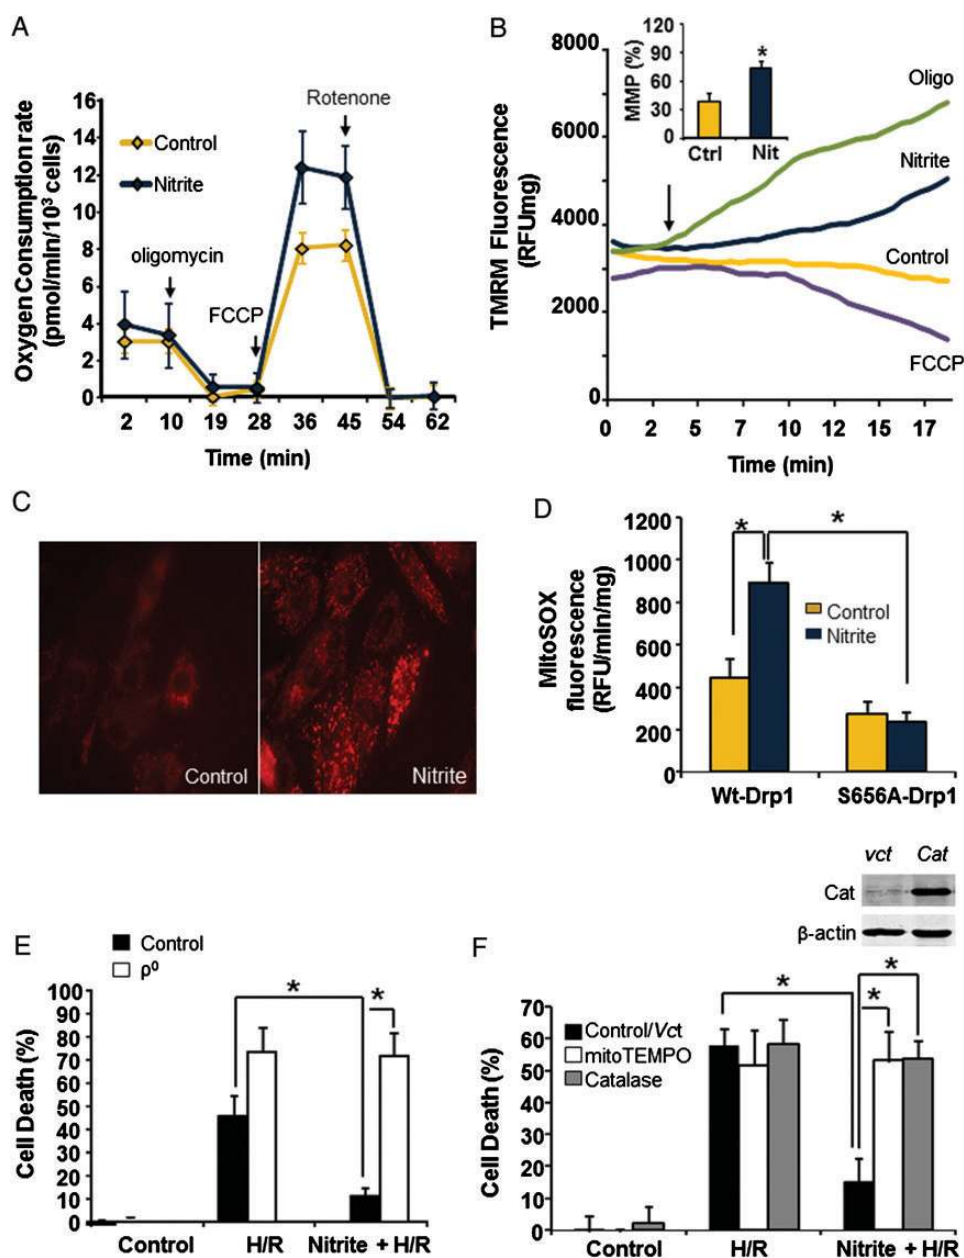 A
Oxygen Consumption rate
(pmol/min/10³ cells)
16
14
12
10
8
6
4
2
0
Control
Nitrite
oligomycin
FCCP
Rotenone
2 10 19 28 36 45 54 62
Time (min)
B
TMRM Fluorescence
(RFUmg)
8000
6000
4000
2000
0
MMP (%)
120
90
60
30
0
*
Ctrl Nit
Oligo
Nitrite
Control
FCCP
0 2 5 7 10 12 15 17
Time (min)
C
Control
Nitrite
D
MitoSOX
fluorescence
(RFU/min/mg)
1200
1000
800
600
400
200
0
* *
Control
Nitrite
Wt-Drp1 S656A-Drp1
E
Control
ρ⁰
Cell Death (%)
100
90
80
70
60
50
40
30
20
10
0
* *
Control H/R Nitrite + H/R
F
vct Cat
Cat
β-actin
Cell Death (%)
70
60
50
40
30
20
10
0
Control/Vct
mitoTEMPO
Catalase
* * *
Control H/R Nitrite + H/R